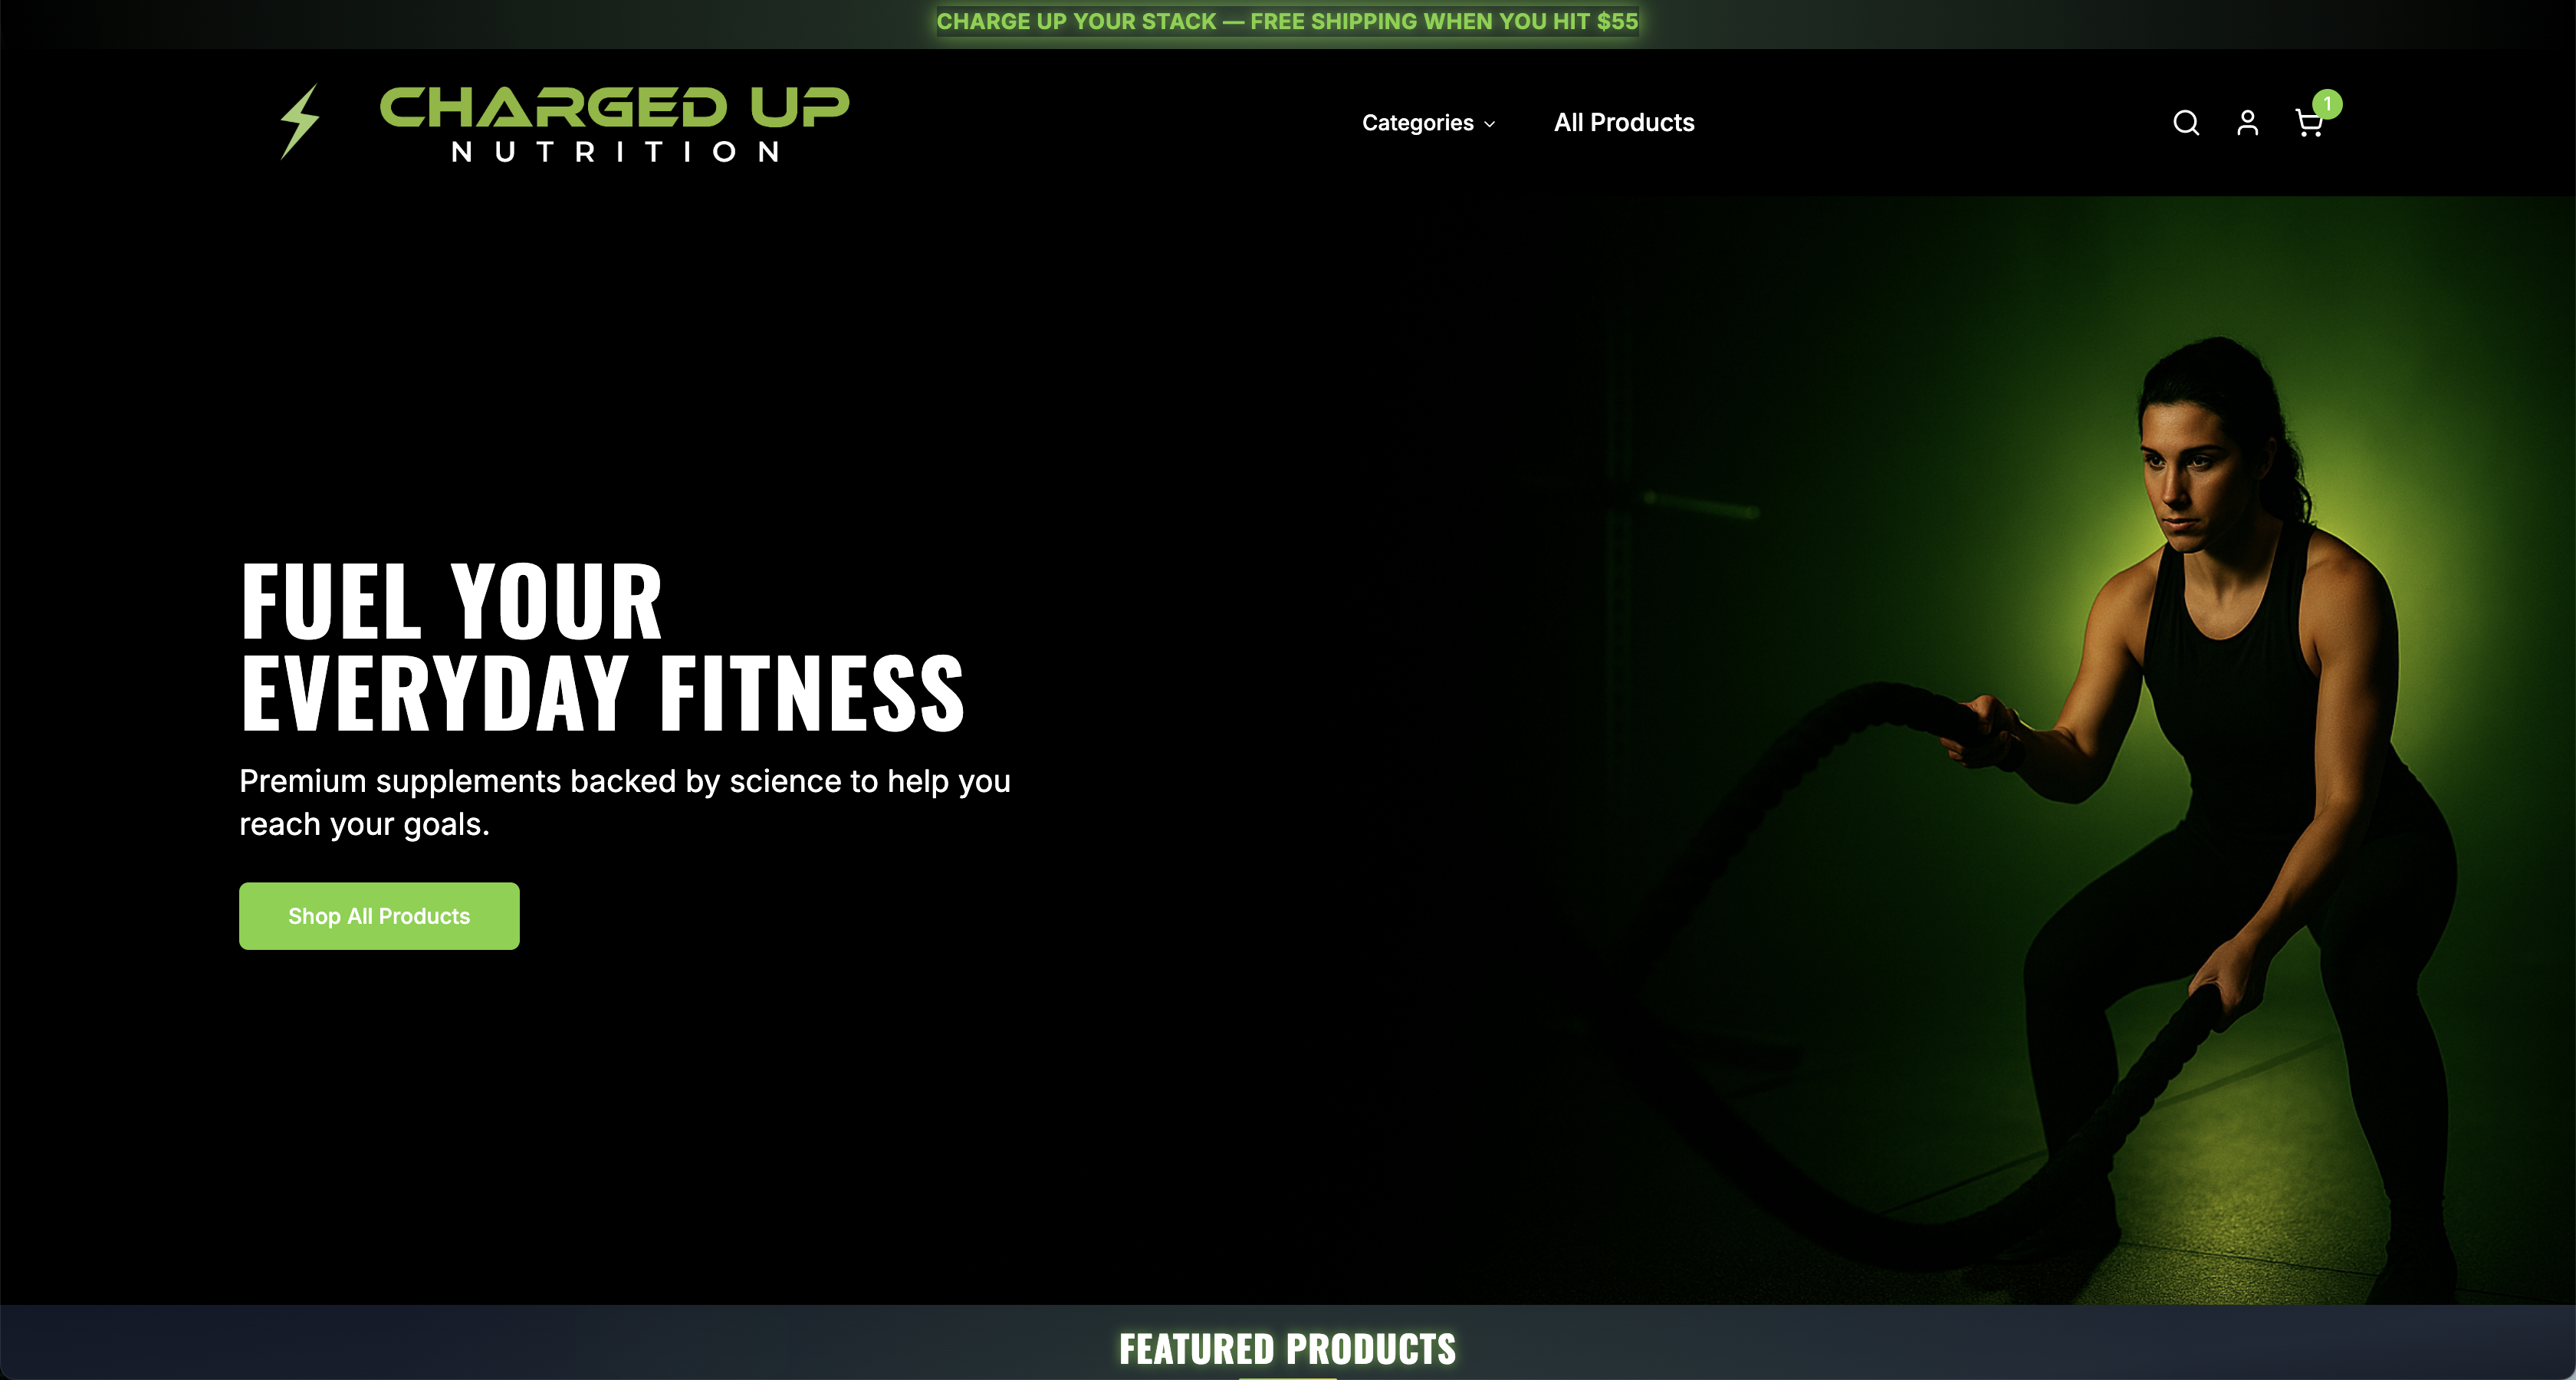 CHARGE UP YOUR STACK — FREE SHIPPING WHEN YOU HIT $55
CHARGED UP
NUTRITION
Categories
All Products
1
FUEL YOUR
EVERYDAY FITNESS
Premium supplements backed by science to help you
reach your goals.
Shop All Products
FEATURED PRODUCTS